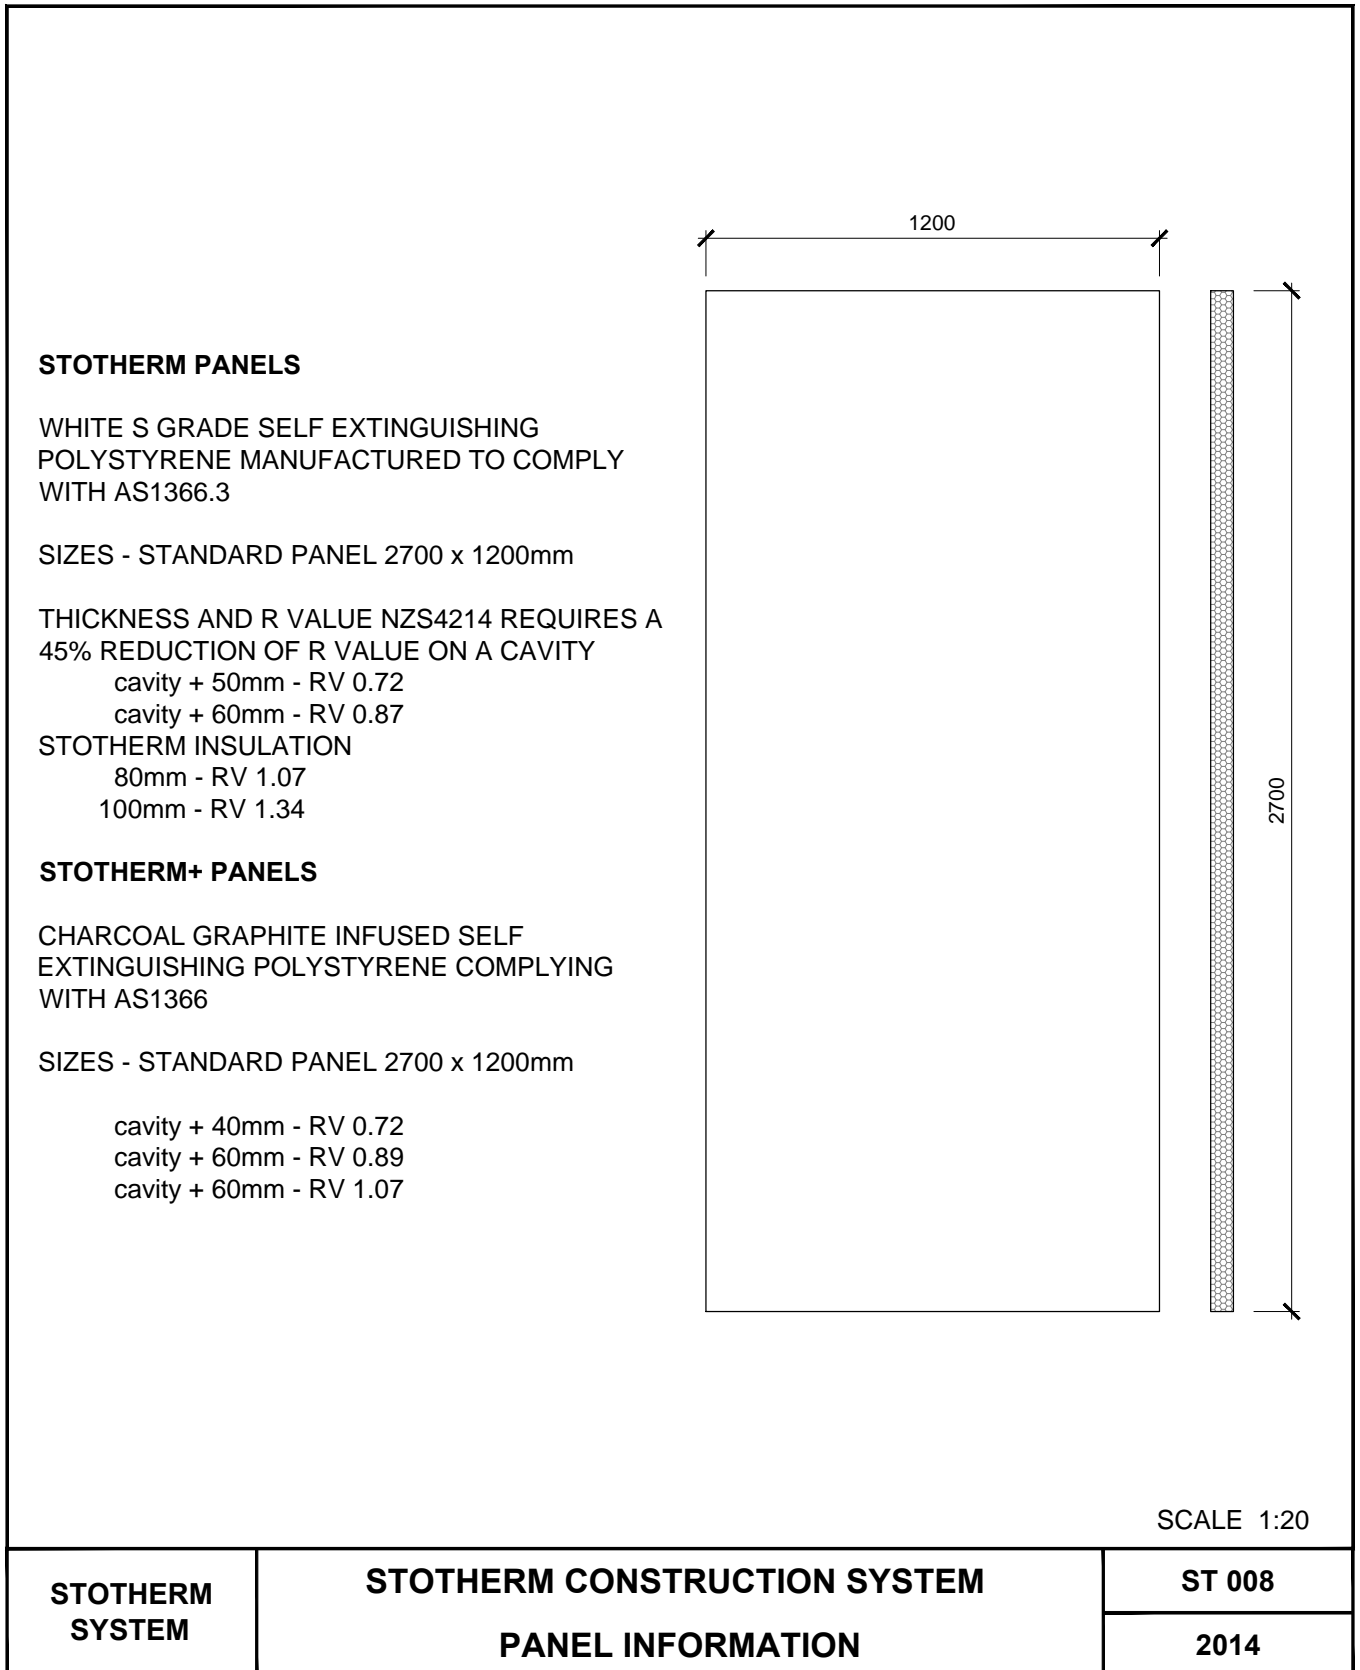 1200
STOTHERM PANELS
WHITE S GRADE SELF EXTINGUISHING
POLYSTYRENE MANUFACTURED TO COMPLY
WITH AS1366.3
SIZES - STANDARD PANEL 2700 x 1200mm
THICKNESS AND R VALUE NZS4214 REQUIRES A
45% REDUCTION OF R VALUE ON A CAVITY
cavity + 50mm - RV 0.72
cavity + 60mm - RV 0.87
STOTHERM INSULATION
80mm - RV 1.07
100mm - RV 1.34
2700
STOTHERM+ PANELS
CHARCOAL GRAPHITE INFUSED SELF
EXTINGUISHING POLYSTYRENE COMPLYING
WITH AS1366
SIZES - STANDARD PANEL 2700 x 1200mm
cavity + 40mm - RV 0.72
cavity + 60mm - RV 0.89
cavity + 60mm - RV 1.07
SCALE 1:20
STOTHERM
SYSTEM
STOTHERM CONSTRUCTION SYSTEM
PANEL INFORMATION
ST 008
2014